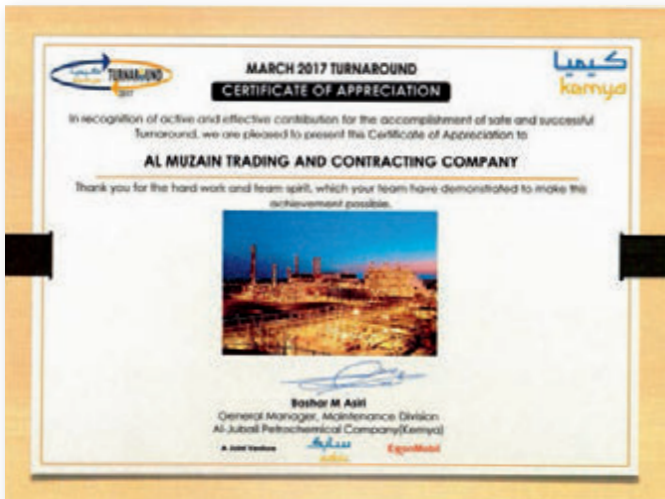 TURNAROUND
2017
MARCH 2017 TURNAROUND
CERTIFICATE OF APPRECIATION
كيميا
kemya
In recognition of active and effective contribution for the accomplishment of safe and successful
Turnaround, we are pleased to present this Certificate of Appreciation to
AL MUZAIN TRADING AND CONTRACTING COMPANY
Thank you for the hard work and team spirit, which your team have demonstrated to make this
achievement possible.
Bashar M Asiri
General Manager, Maintenance Division
Al-Jubail Petrochemical Company(Kemya)
A Joint Venture
سابك
sabic
ExxonMobil